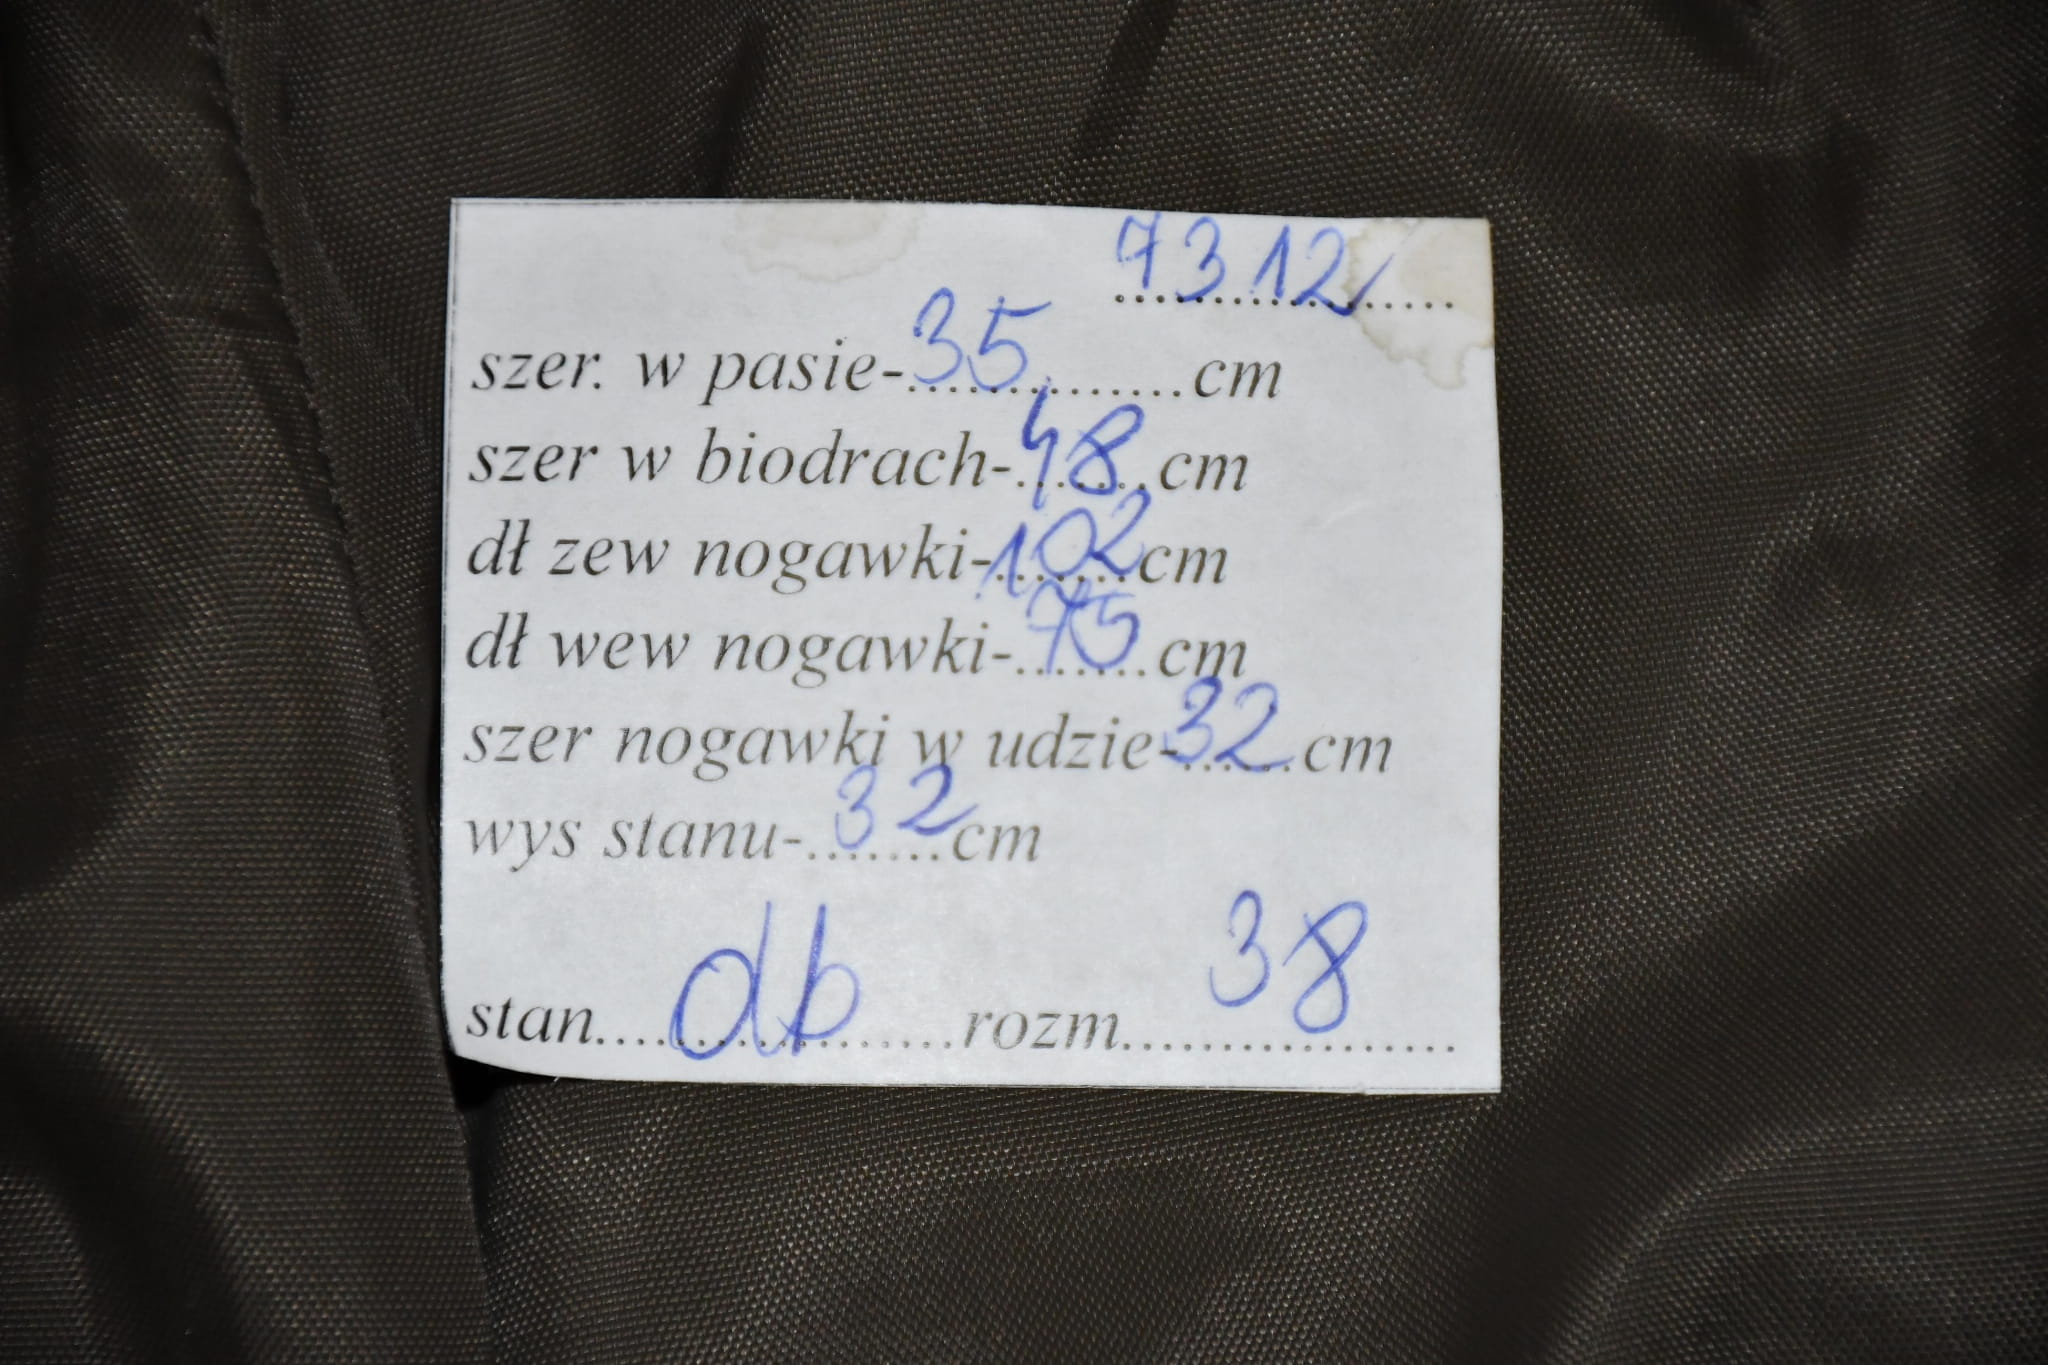 7312
szer. w pasie-35..............cm
szer w biodrach-48.......cm
dł zew nogawki-102.......cm
dł wew nogawki-75.......cm
szer nogawki w udzie-32......cm
wys stanu-32.......cm
stan....db...............rozm....38.............